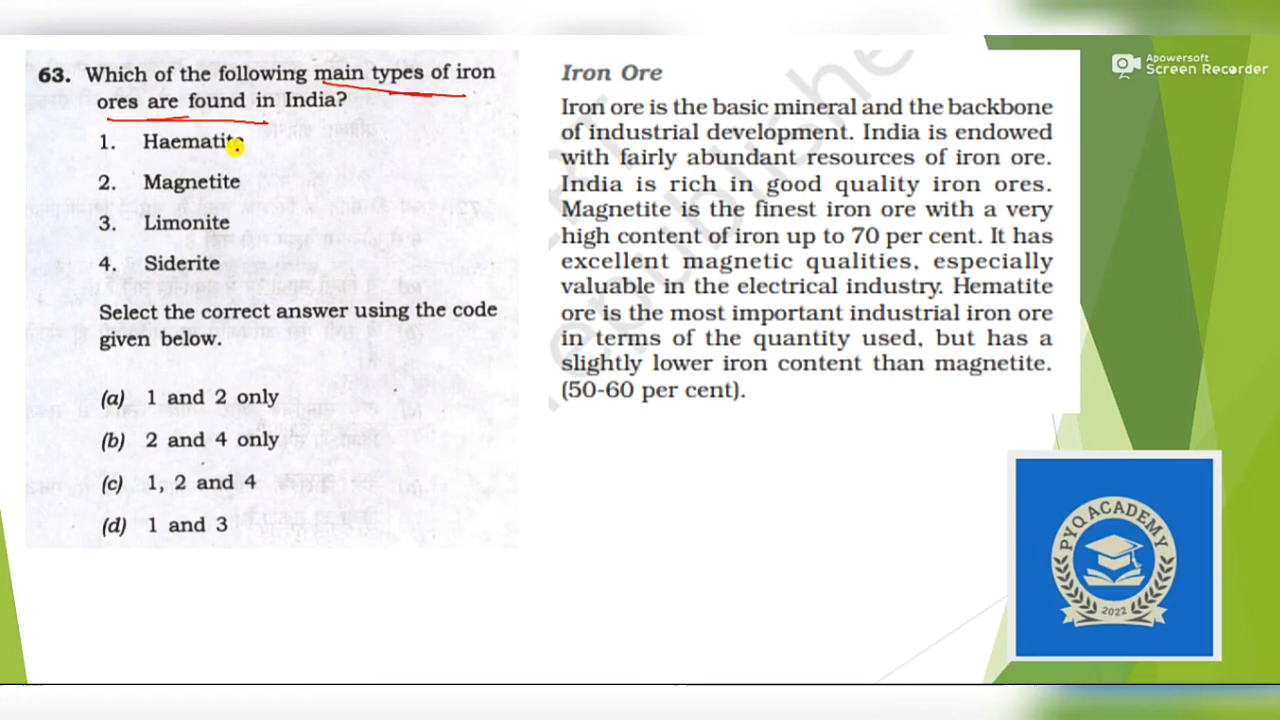 63. Which of the following main types of iron
ores are found in India?
1. Haematite
2. Magnetite
3. Limonite
4. Siderite
Select the correct answer using the code
given below.
(a) 1 and 2 only
(b) 2 and 4 only
(c) 1, 2 and 4
(d) 1 and 3
Iron Ore
Iron ore is the basic mineral and the backbone
of industrial development. India is endowed
with fairly abundant resources of iron ore.
India is rich in good quality iron ores.
Magnetite is the finest iron ore with a very
high content of iron up to 70 per cent. It has
excellent magnetic qualities, especially
valuable in the electrical industry. Hematite
ore is the most important industrial iron ore
in terms of the quantity used, but has a
slightly lower iron content than magnetite.
(50-60 per cent).
Apowersoft
Screen Recorder
PYQ ACADEMY
2022